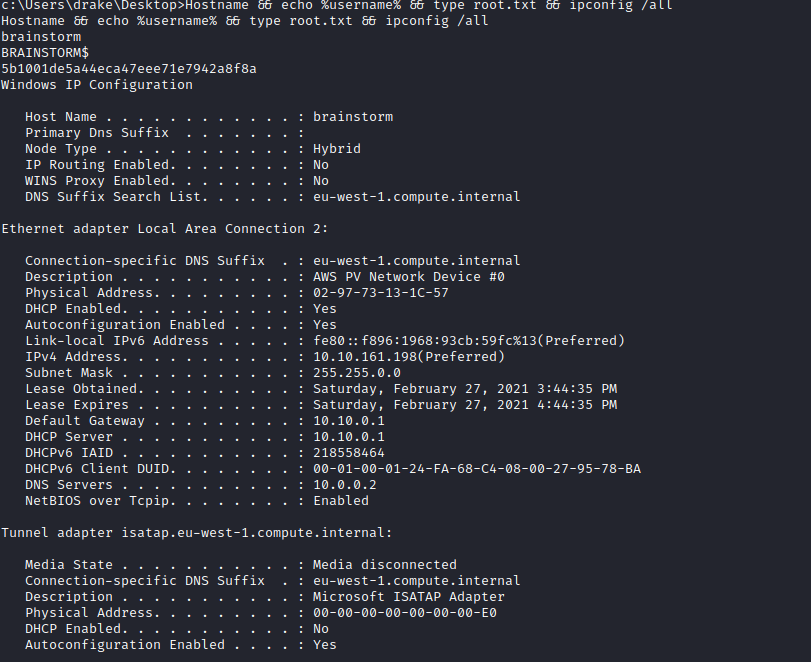 c:\Users\drake\Desktop>Hostname && echo %username% && type root.txt && ipconfig /all
Hostname && echo %username% && type root.txt && ipconfig /all
brainstorm
BRAINSTORM$
5b1001de5a44eca47eee71e7942a8f8a
Windows IP Configuration
Host Name . . . . . . . . . . . . : brainstorm
Primary Dns Suffix  . . . . . . . :
Node Type . . . . . . . . . . . . : Hybrid
IP Routing Enabled. . . . . . . . : No
WINS Proxy Enabled. . . . . . . . : No
DNS Suffix Search List. . . . . . : eu-west-1.compute.internal
Ethernet adapter Local Area Connection 2:
Connection-specific DNS Suffix  . : eu-west-1.compute.internal
Description . . . . . . . . . . . : AWS PV Network Device #0
Physical Address. . . . . . . . . : 02-97-73-13-1C-57
DHCP Enabled. . . . . . . . . . . : Yes
Autoconfiguration Enabled . . . . : Yes
Link-local IPv6 Address . . . . . : fe80::f896:1968:93cb:59fc%13(Preferred)
IPv4 Address. . . . . . . . . . . : 10.10.161.198(Preferred)
Subnet Mask . . . . . . . . . . . : 255.255.0.0
Lease Obtained. . . . . . . . . . : Saturday, February 27, 2021 3:44:35 PM
Lease Expires . . . . . . . . . . : Saturday, February 27, 2021 4:44:35 PM
Default Gateway . . . . . . . . . : 10.10.0.1
DHCP Server . . . . . . . . . . . : 10.10.0.1
DHCPv6 IAID . . . . . . . . . . . : 218558464
DHCPv6 Client DUID. . . . . . . . : 00-01-00-01-24-FA-68-C4-08-00-27-95-78-BA
DNS Servers . . . . . . . . . . . : 10.0.0.2
NetBIOS over Tcpip. . . . . . . . : Enabled
Tunnel adapter isatap.eu-west-1.compute.internal:
Media State . . . . . . . . . . . : Media disconnected
Connection-specific DNS Suffix  . : eu-west-1.compute.internal
Description . . . . . . . . . . . : Microsoft ISATAP Adapter
Physical Address. . . . . . . . . : 00-00-00-00-00-00-00-E0
DHCP Enabled. . . . . . . . . . . : No
Autoconfiguration Enabled . . . . : Yes